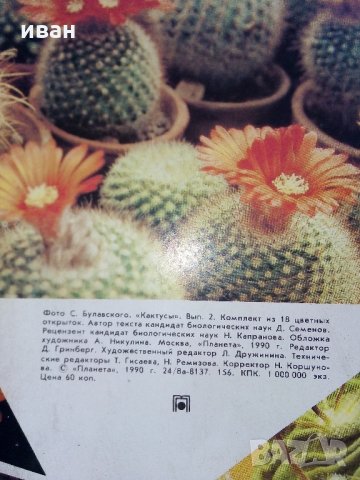 иван
Фото С. Булавского. «Кактусы». Вып. 2. Комплект из 18 цветных
открыток. Автор текста кандидат биологических наук Д. Семенов.
Рецензент кандидат биологических наук Н. Капранова. Обложка
художника А. Никулина. Москва, «Планета», 1990 г. Редактор
Д. Гринберг. Художественный редактор Л. Дружинина. Техниче-
ские редакторы Т. Гисаева, Н. Ремизова. Корректор Н. Коршуно-
ва. © «Планета», 1990 г. 24/8а-8137. 156. КПК. 1 000 000 экз.
Цена 60 коп.
bazar.bg